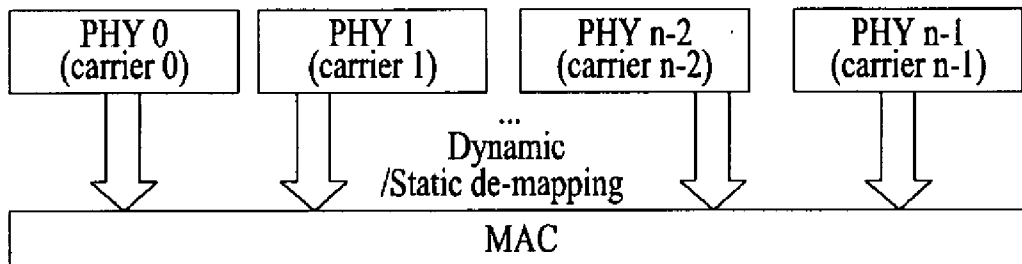 PHY 0
(carrier 0)
PHY 1
(carrier 1)
PHY n-2
(carrier n-2)
PHY n-1
(carrier n-1)
...
Dynamic
/Static de-mapping
MAC